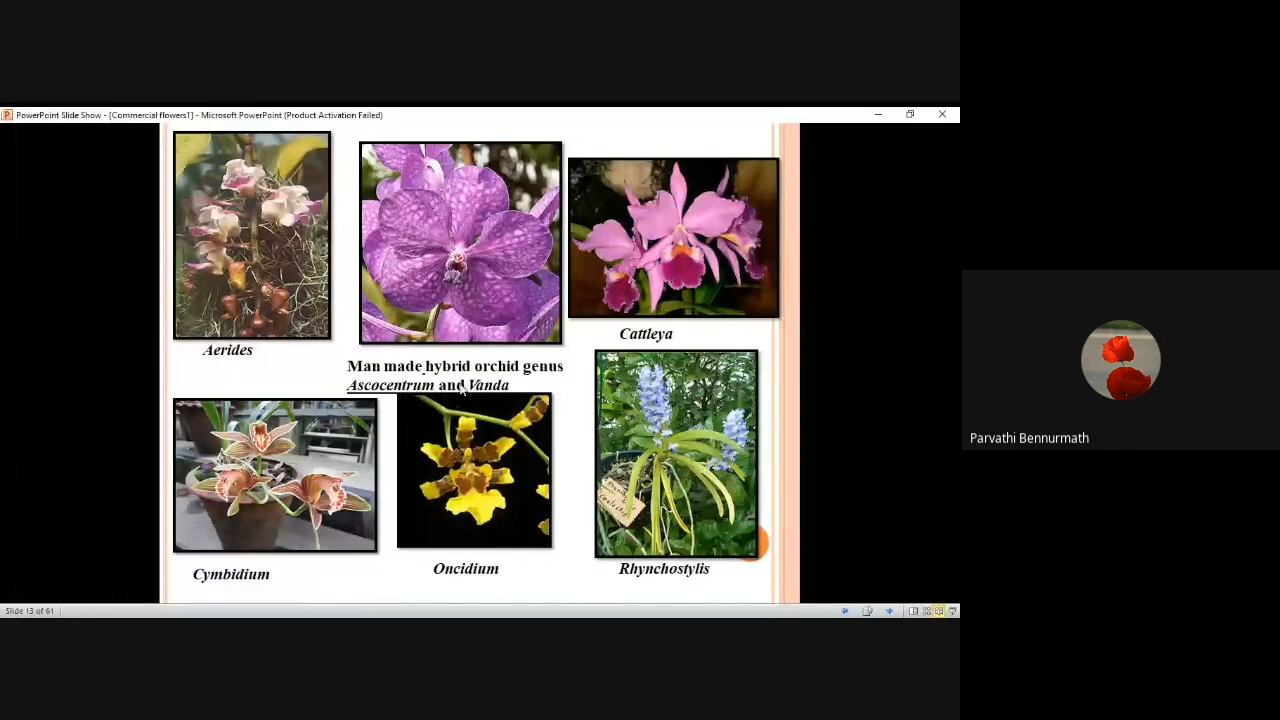 PowerPoint Slide Show - [Commercial flowers1] - Microsoft PowerPoint (Product Activation Failed)
Aerides
Man made hybrid orchid genus
Ascocentrum and Vanda
Cattleya
Cymbidium
Oncidium
Rhynchostylis
Parvathi Bennurmath
Slide 13 of 61